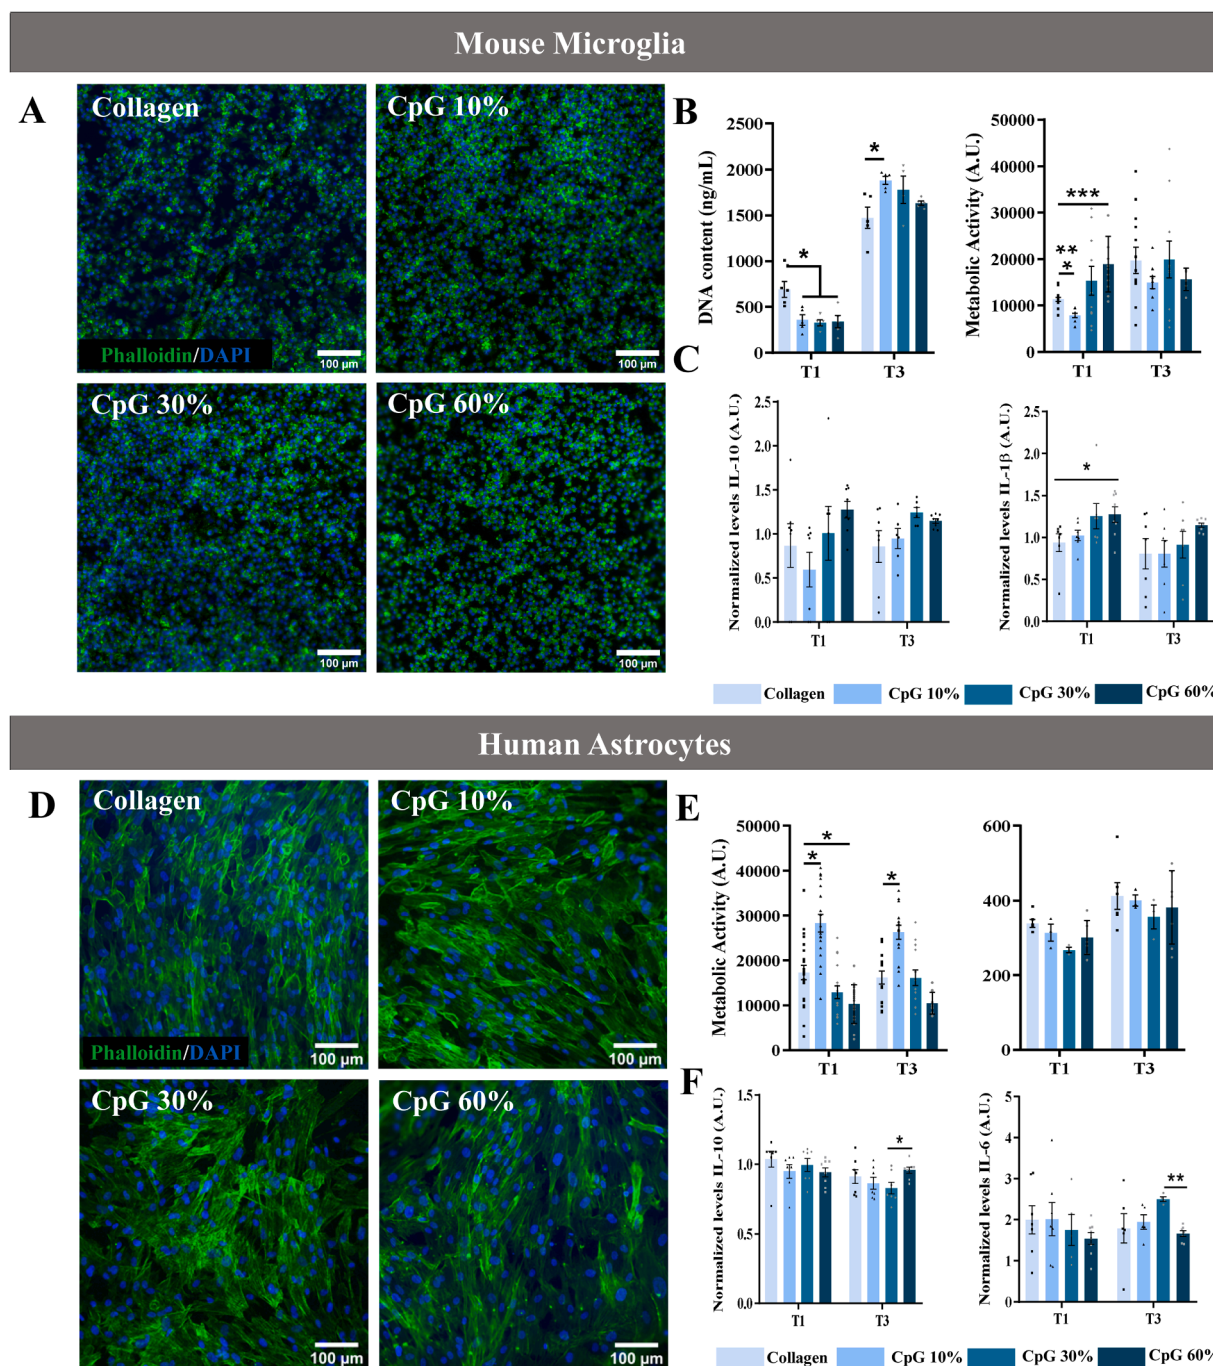 Mouse Microglia
A
Collagen
CpG 10%
Phalloidin/DAPI
100 µm
100 µm
CpG 30%
CpG 60%
100 µm
100 µm
B
DNA content (ng/mL)
2500
2000
1500
1000
500
0
*
*
T1
T3
Metabolic Activity (A.U.)
50000
40000
30000
20000
10000
0
***
**
*
T1
T3
C
Normalized levels IL-10 (A.U.)
2.5
2.0
1.5
1.0
0.5
0.0
T1
T3
Normalized levels IL-1β (A.U.)
2.5
2.0
1.5
1.0
0.5
0.0
*
T1
T3
Collagen
CpG 10%
CpG 30%
CpG 60%
Human Astrocytes
D
Collagen
CpG 10%
Phalloidin/DAPI
100 µm
100 µm
CpG 30%
CpG 60%
100 µm
100 µm
E
Metabolic Activity (A.U.)
50000
40000
30000
20000
10000
0
*
*
*
T1
T3
600
400
200
0
T1
T3
F
Normalized levels IL-10 (A.U.)
1.5
1.0
0.5
0.0
*
T1
T3
Normalized levels IL-6 (A.U.)
5
4
3
2
1
0
**
T1
T3
Collagen
CpG 10%
CpG 30%
CpG 60%